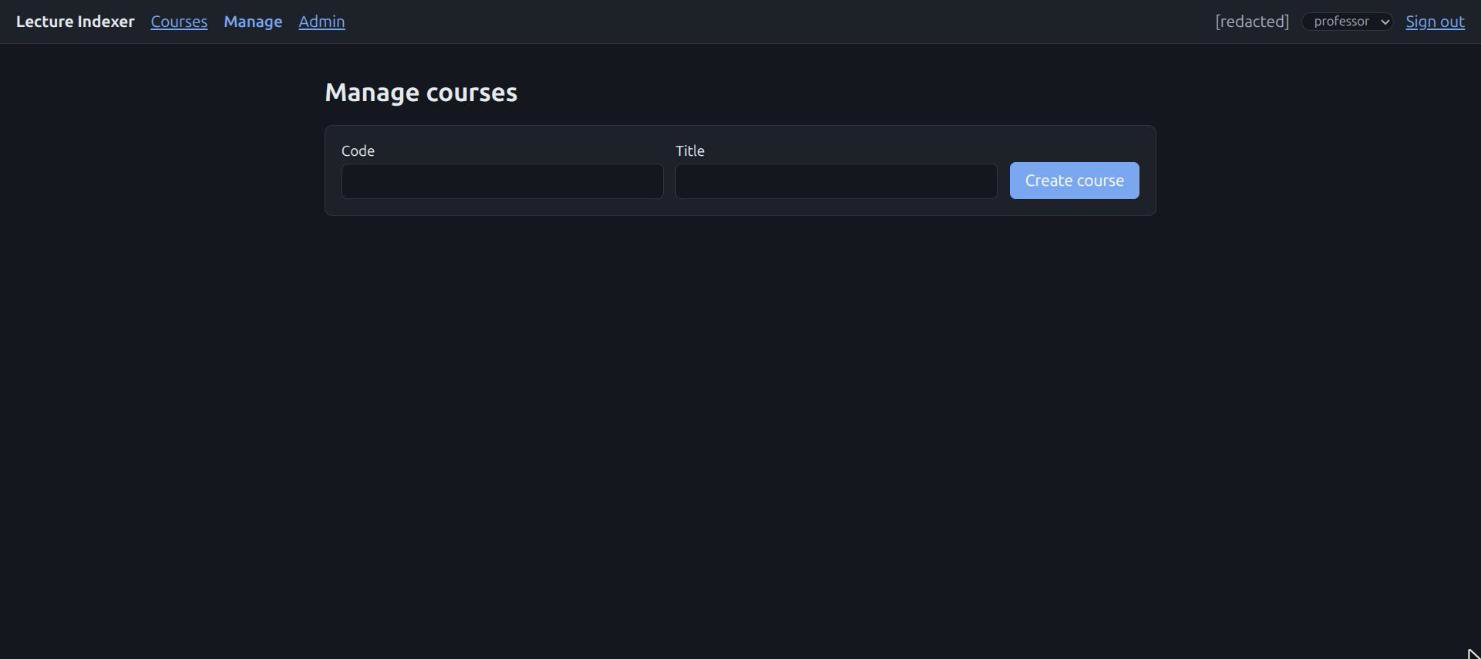 Lecture Indexer Courses Manage Admin [redacted] professor Sign out
Manage courses
Code Title
Create course